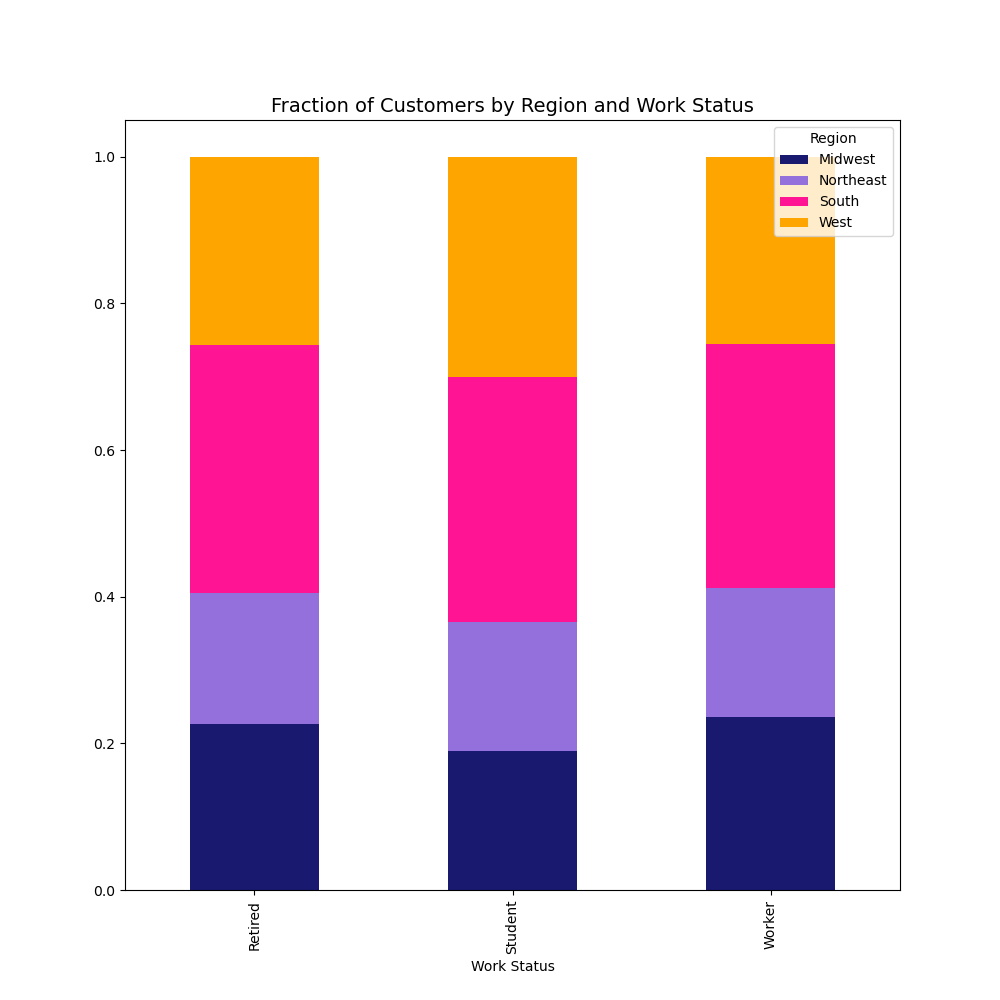 Fraction of Customers by Region and Work Status
Region
Midwest
Northeast
South
West
1.0
0.8
0.6
0.4
0.2
0.0
Retired
Student
Worker
Work Status